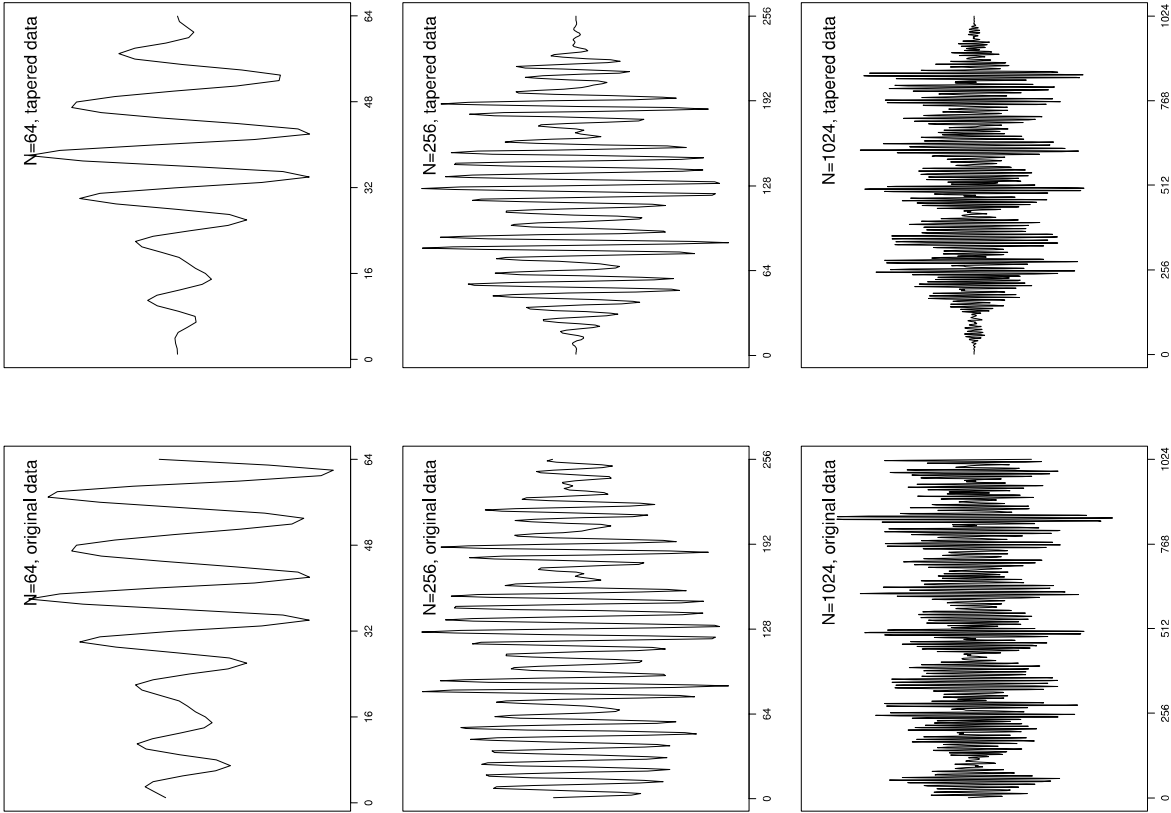 N=64, tapered data
0 16 32 48 64
N=256, tapered data
0 64 128 192 256
N=1024, tapered data
0 256 512 768 1024
N=64, original data
0 16 32 48 64
N=256, original data
0 64 128 192 256
N=1024, original data
0 256 512 768 1024